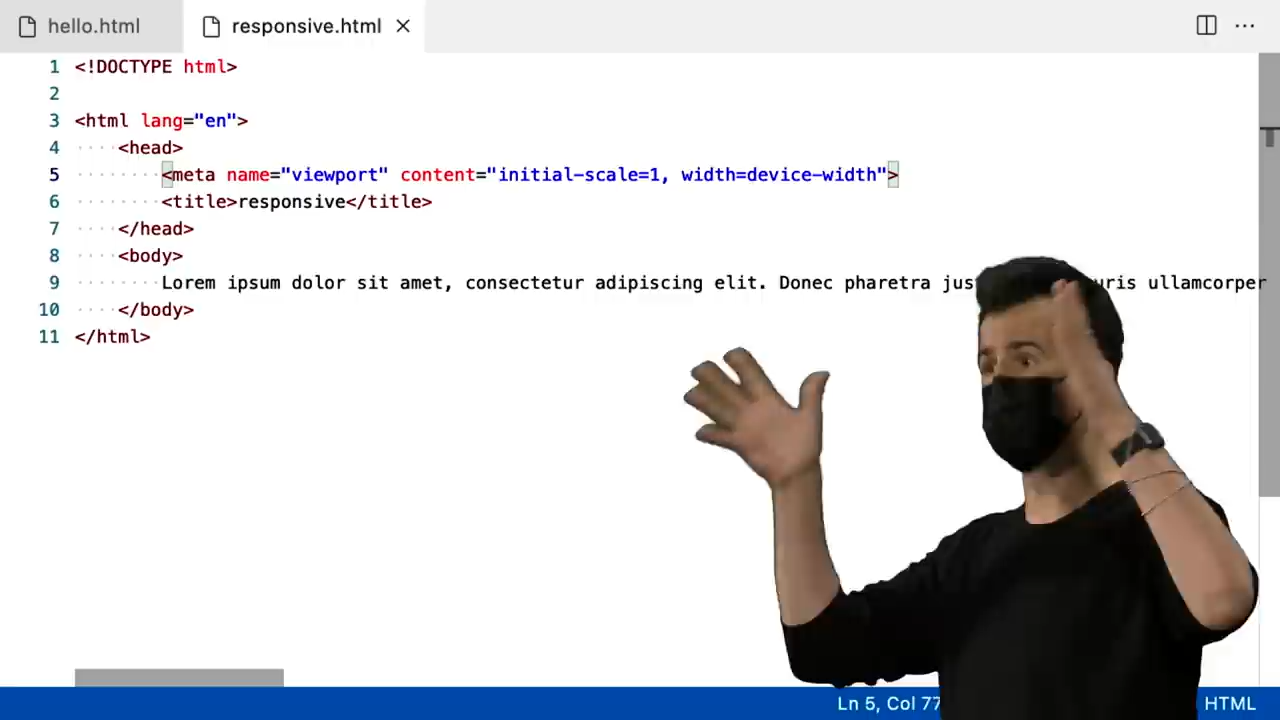 hello.html
responsive.html
1 <!DOCTYPE html>
2
3 <html lang="en">
4 <head>
5 <meta name="viewport" content="initial-scale=1, width=device-width">
6 <title>responsive</title>
7 </head>
8 <body>
9 Lorem ipsum dolor sit amet, consectetur adipiscing elit. Donec pharetra ullamcorper
10 </body>
11 </html>
Ln 5, Col 77
HTML